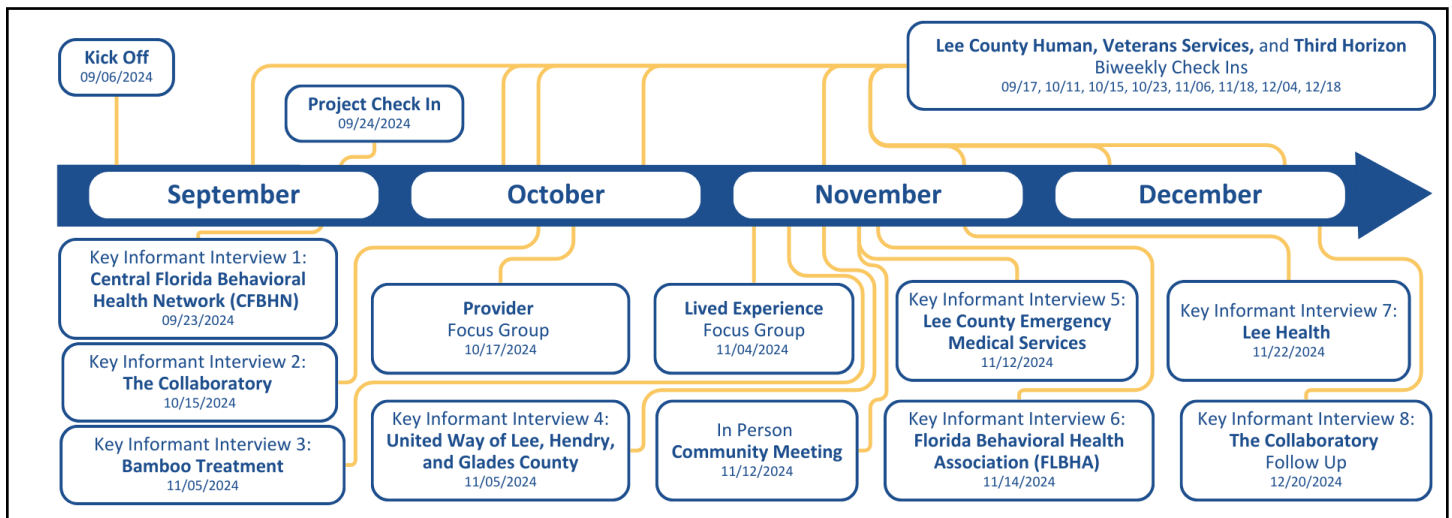 Kick Off
09/06/2024
Project Check In
09/24/2024
Lee County Human, Veterans Services, and Third Horizon
Biweekly Check Ins
09/17, 10/11, 10/15, 10/23, 11/06, 11/18, 12/04, 12/18
September
October
November
December
Key Informant Interview 1:
Central Florida Behavioral
Health Network (CFBHN)
09/23/2024
Key Informant Interview 2:
The Collaboratory
10/15/2024
Key Informant Interview 3:
Bamboo Treatment
11/05/2024
Provider
Focus Group
10/17/2024
Key Informant Interview 4:
United Way of Lee, Hendry,
and Glades County
11/05/2024
Lived Experience
Focus Group
11/04/2024
In Person
Community Meeting
11/12/2024
Key Informant Interview 5:
Lee County Emergency
Medical Services
11/12/2024
Key Informant Interview 6:
Florida Behavioral Health
Association (FLBHA)
11/14/2024
Key Informant Interview 7:
Lee Health
11/22/2024
Key Informant Interview 8:
The Collaboratory
Follow Up
12/20/2024